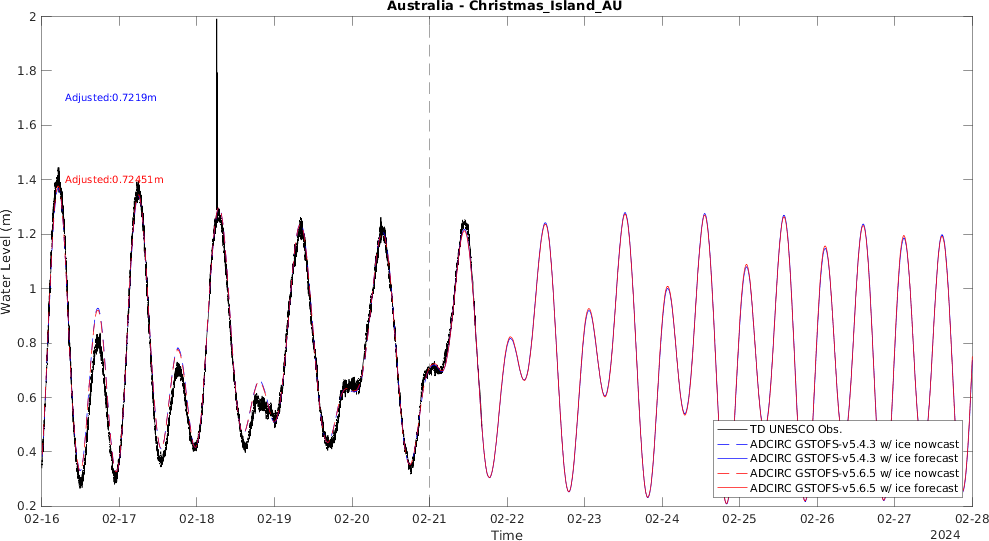 Australia - Christmas_Island_AU
Water Level (m)
2
1.8
1.6
1.4
1.2
1
0.8
0.6
0.4
0.2
Adjusted:0.7219m
Adjusted:0.72451m
TD UNESCO Obs.
ADCIRC GSTOFS-v5.4.3 w/ ice nowcast
ADCIRC GSTOFS-v5.4.3 w/ ice forecast
ADCIRC GSTOFS-v5.6.5 w/ ice nowcast
ADCIRC GSTOFS-v5.6.5 w/ ice forecast
02-16 02-17 02-18 02-19 02-20 02-21 02-22 02-23 02-24 02-25 02-26 02-27 02-28
Time
2024